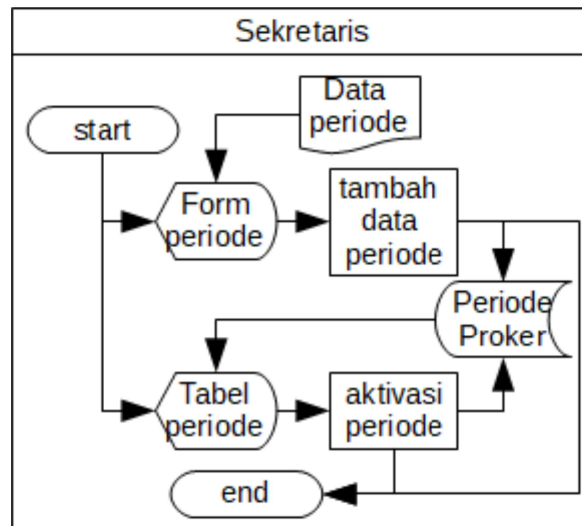 Sekretaris
Data
periode
start
Form
periode
tambah
data
periode
Periode
Proker
Tabel
periode
aktivasi
periode
end